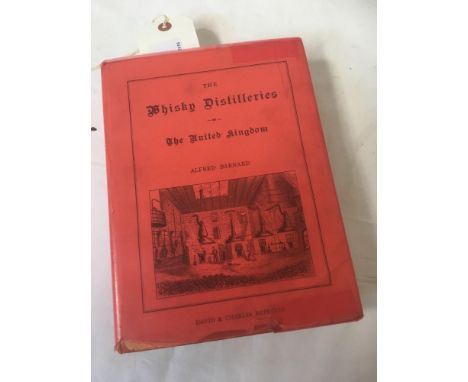 THE
Whisky Distilleries
OF
The United Kingdom
ALFRED BARNARD
DAVID & CHARLES REPRINTS